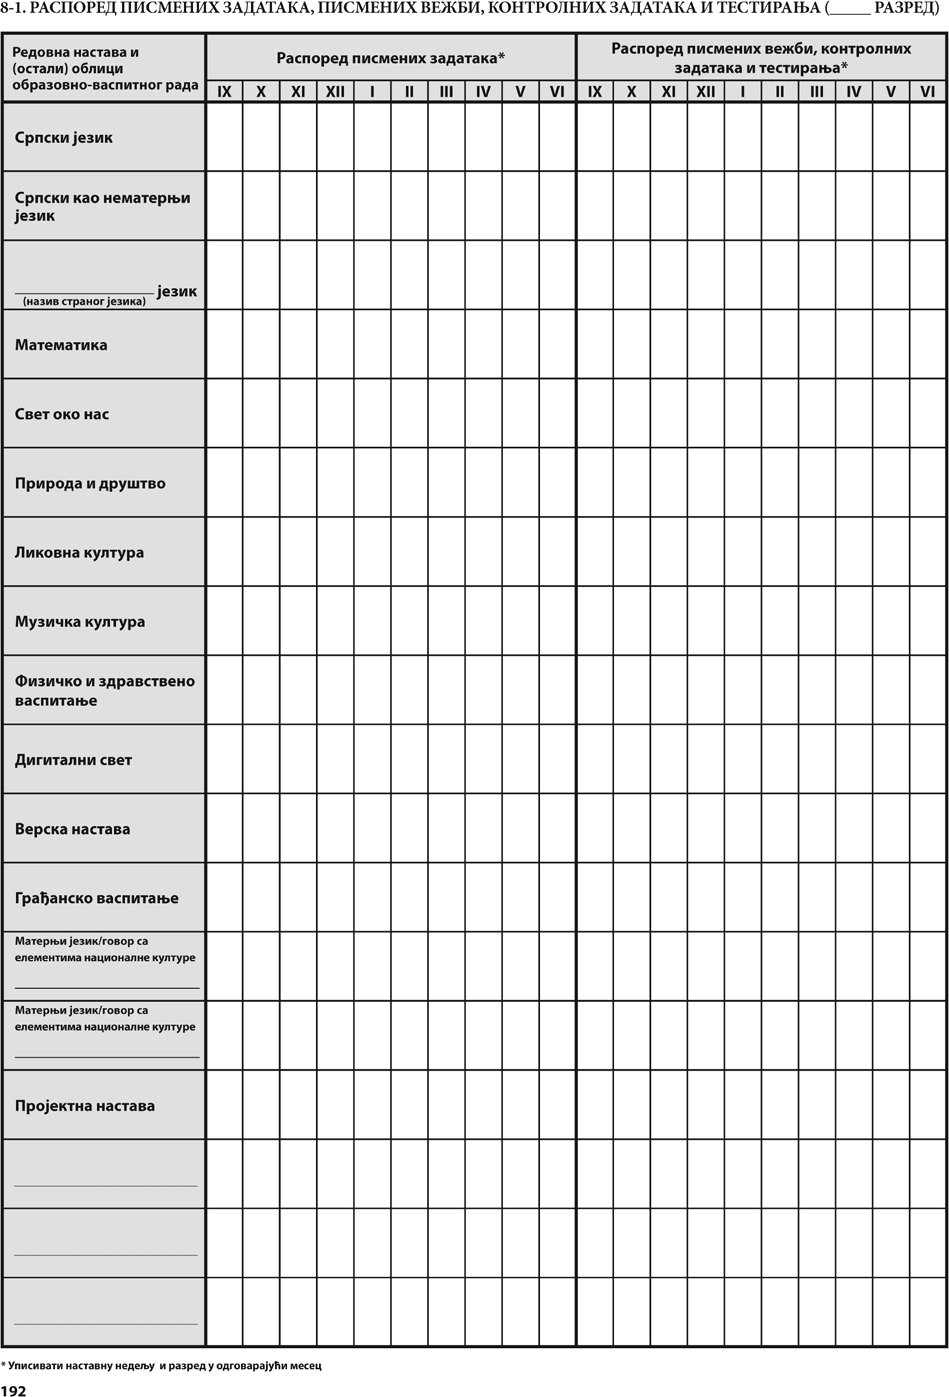 8-1. РАСПОРЕД ПИСМЕНИХ ЗАДАТАКА, ПИСМЕНИХ ВЕЖБИ, КОНТРОЛНИХ ЗАДАТАКА И ТЕСТИРАЊА (_____ РАЗРЕД)
Редовна настава и
(остали) облици
образовно-васпитног рада
Распоред писмених задатака*
Распоред писмених вежби, контролних
задатака и тестирања*
IX X XI XII I II III IV V VI IX X XI XII I II III IV V VI
Српски језик
Српски као нематерњи
језик
________________ језик
(назив страног језика)
Математика
Свет око нас
Природа и друштво
Ликовна култура
Музичка култура
Физичко и здравствено
васпитање
Дигитални свет
Верска настава
Грађанско васпитање
Матерњи језик/говор са
елементима националне културе
Матерњи језик/говор са
елементима националне културе
Пројектна настава
* Уписивати наставну недељу и разред у одговарајући месец
192